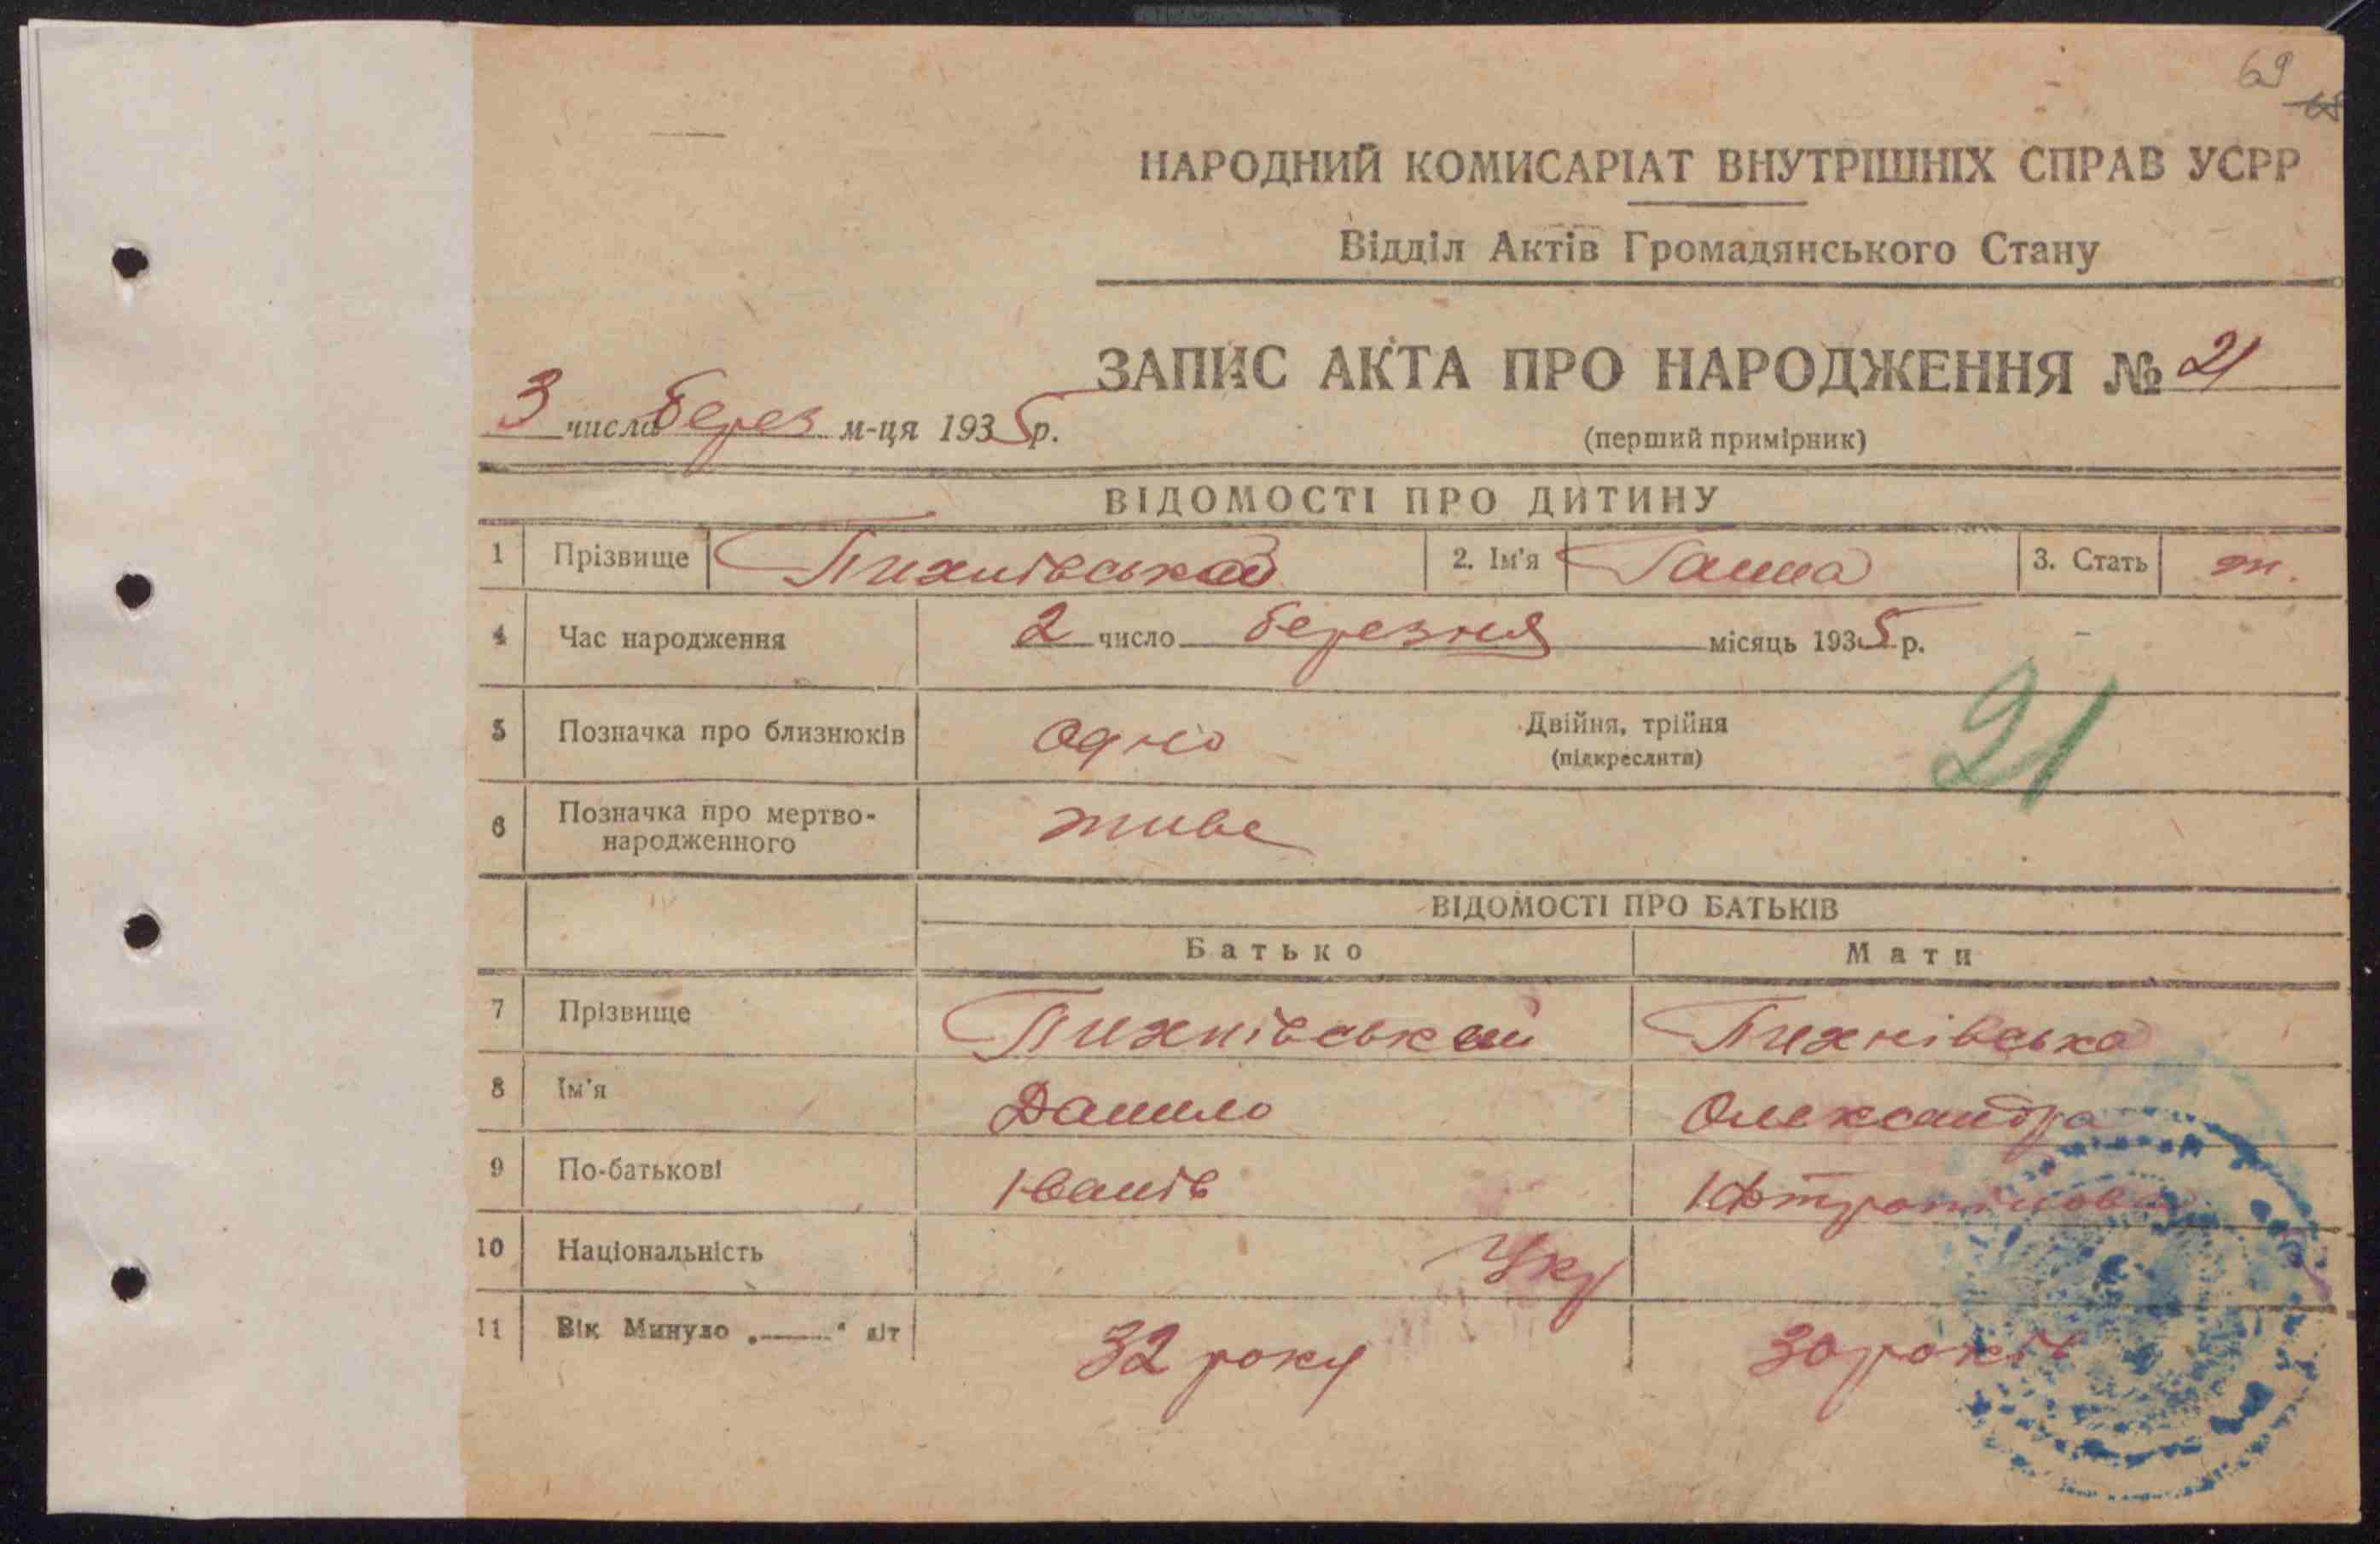 69
68
НАРОДНИЙ КОМИСАРІАТ ВНУТРІШНІХ СПРАВ УСРР
Відділ Актів Громадянського Стану
ЗАПИС АКТА ПРО НАРОДЖЕННЯ № 21
3 числа Берез м-ця 1935 р.
(перший примірник)
ВІДОМОСТІ ПРО ДИТИНУ
1 Прізвище Пихнівська 2. Ім'я Ганна 3. Стать ж.
4 Час народження 2 число березня місяць 1935 р.
5 Позначка про близнюків одно Двійня, трійня
(підкреслити)
21
6 Позначка про мертво-
народженного живе
ВІДОМОСТІ ПРО БАТЬКІВ
Батько Мати
7 Прізвище Пихнівський Пихнівська
8 Ім'я Данило Олександра
9 По-батькові Іванів
10 Національність Укр
11 Вік Минуло „——“ літ 32 року 30 років